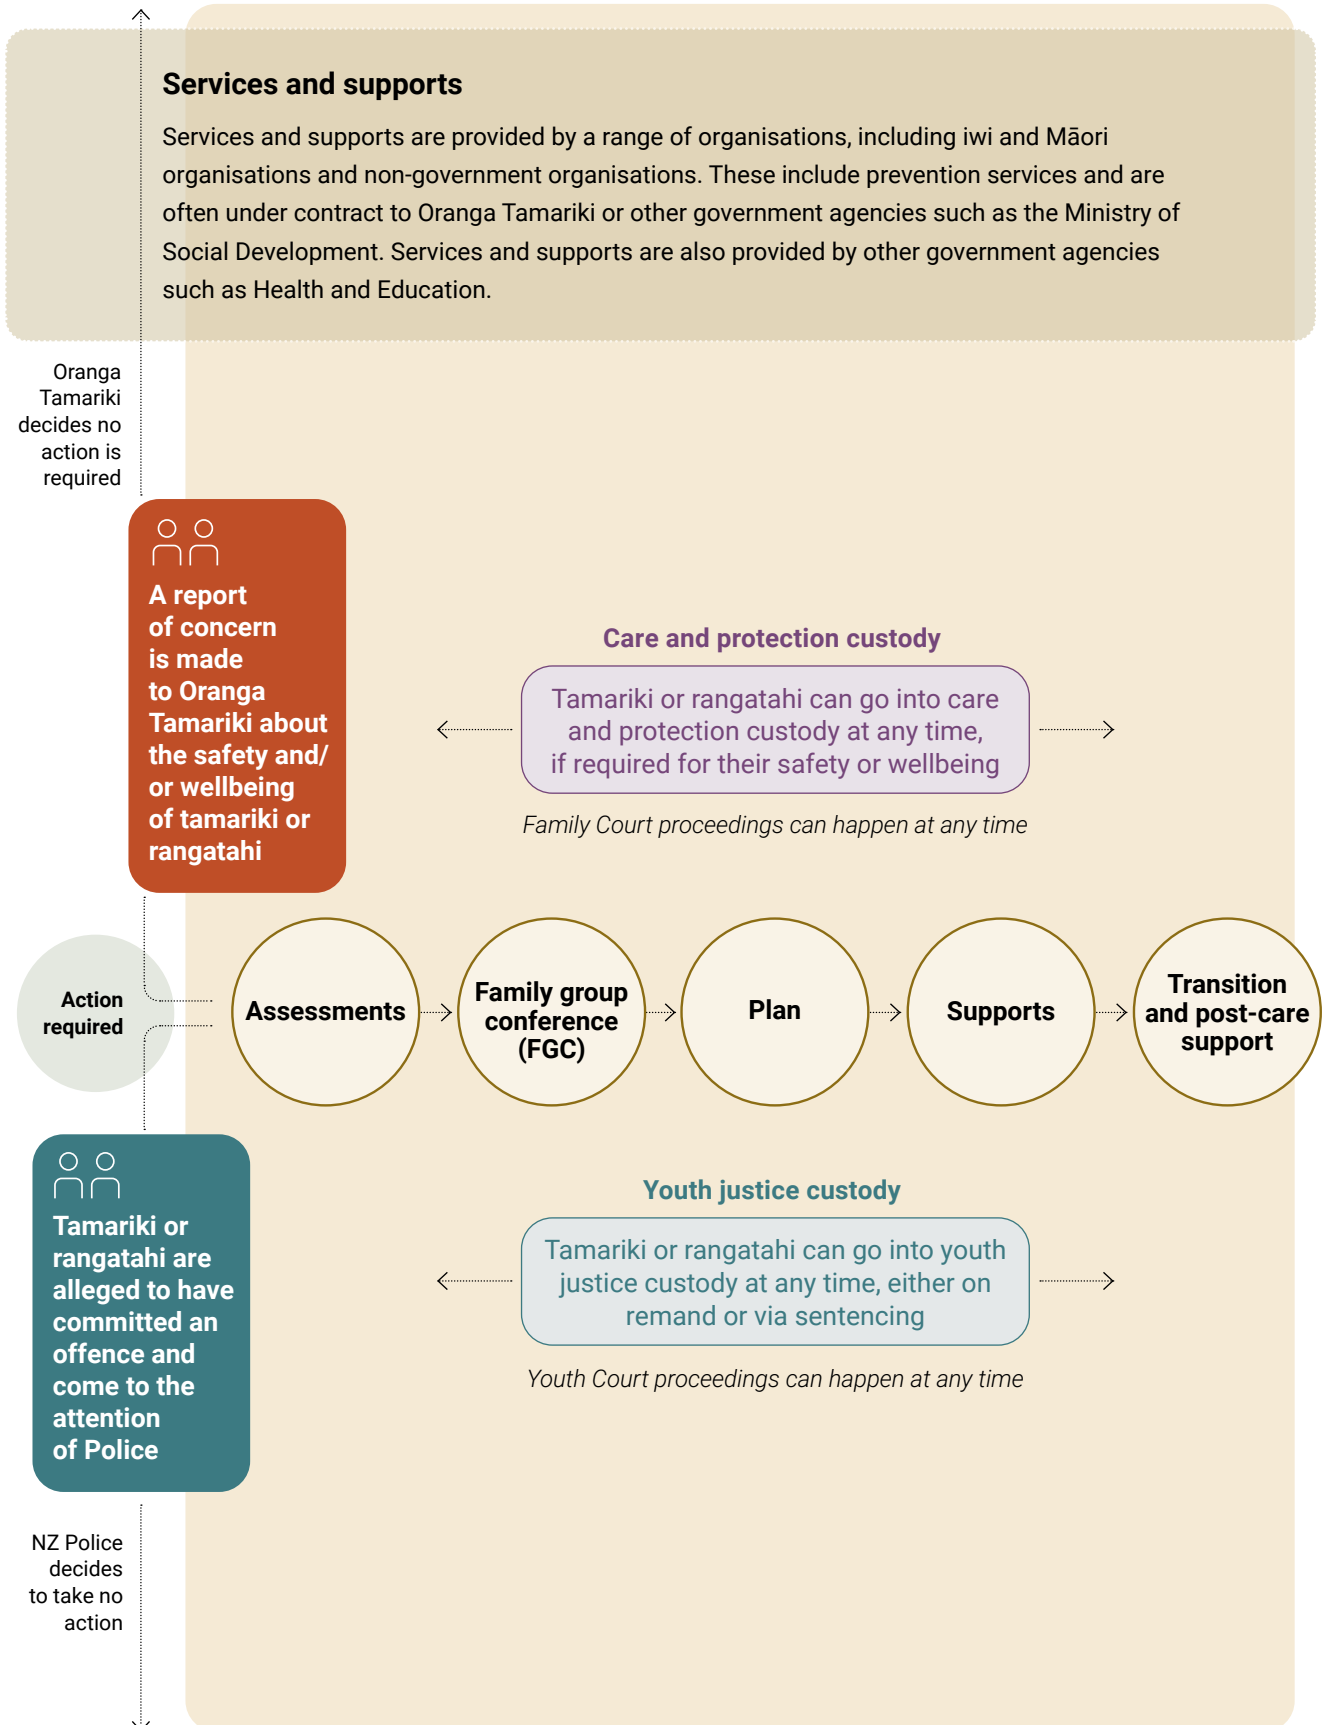 Services and supports
Services and supports are provided by a range of organisations, including iwi and Māori
organisations and non-government organisations. These include prevention services and are
often under contract to Oranga Tamariki or other government agencies such as the Ministry of
Social Development. Services and supports are also provided by other government agencies
such as Health and Education.
Oranga
Tamariki
decides no
action is
required
A report
of concern
is made
to Oranga
Tamariki about
the safety and/
or wellbeing
of tamariki or
rangatahi
Care and protection custody
Tamariki or rangatahi can go into care
and protection custody at any time,
if required for their safety or wellbeing
Family Court proceedings can happen at any time
Action
required
Assessments
Family group
conference
(FGC)
Plan
Supports
Transition
and post-care
support
Tamariki or
rangatahi are
alleged to have
committed an
offence and
come to the
attention
of Police
Youth justice custody
Tamariki or rangatahi can go into youth
justice custody at any time, either on
remand or via sentencing
Youth Court proceedings can happen at any time
NZ Police
decides
to take no
action